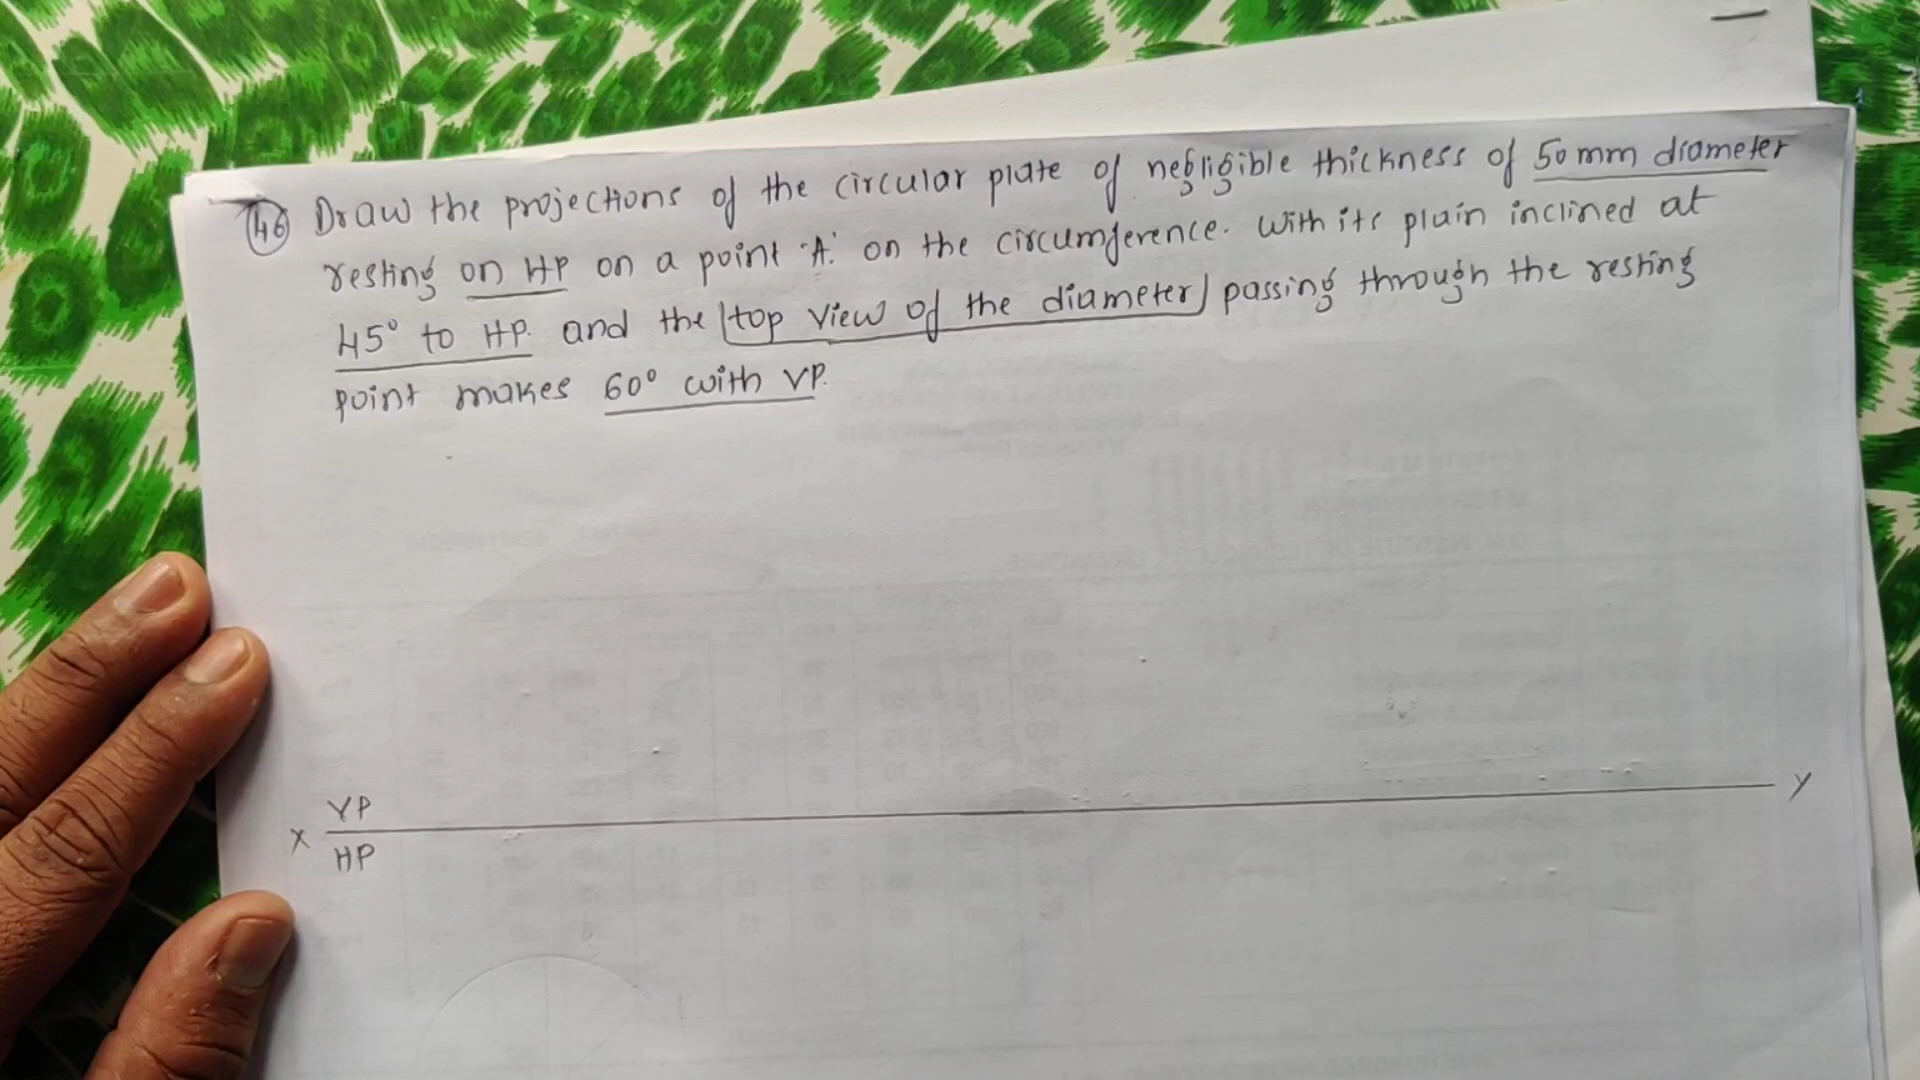 46 Draw the projections of the circular plate of negligible thickness of 50mm diameter
resting on HP on a point 'A' on the circumference. with its plain inclined at
45° to HP. and the top view of the diameter passing through the resting
point makes 60° with VP.
VP
X Y
HP